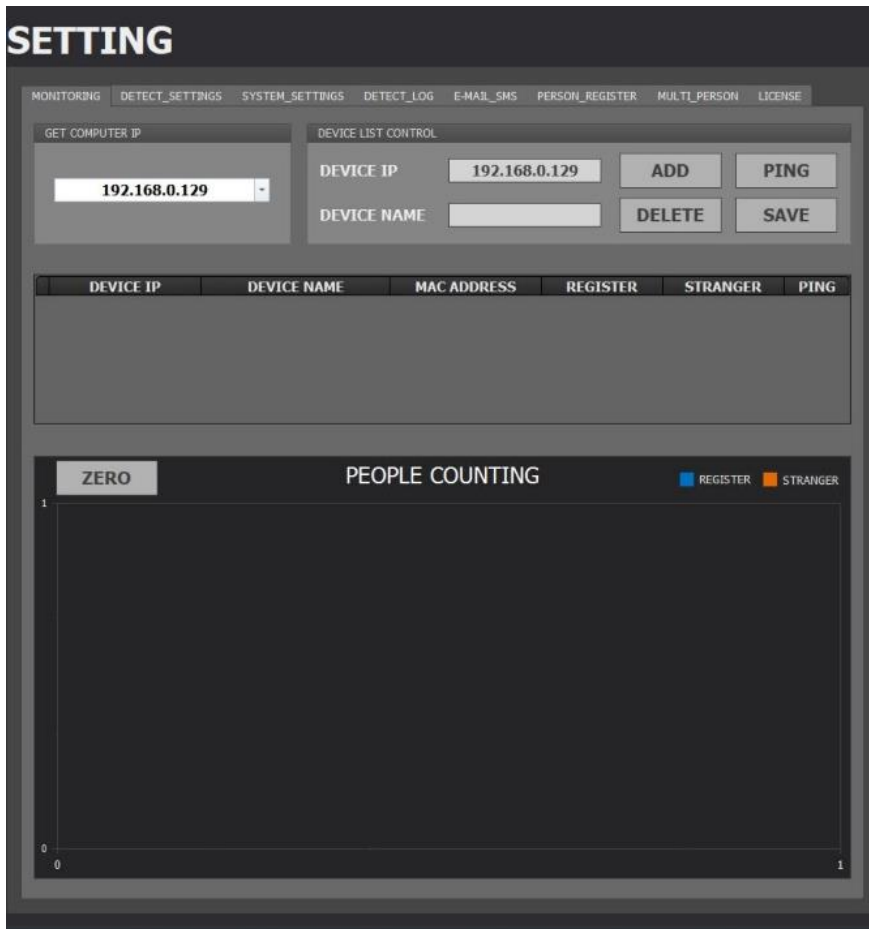 SETTING
MONITORING DETECT_SETTINGS SYSTEM_SETTINGS DETECT_LOG E-MAIL_SMS PERSON_REGISTER MULTI_PERSON LICENSE
GET COMPUTER IP
192.168.0.129
DEVICE LIST CONTROL
DEVICE IP 192.168.0.129 ADD PING
DEVICE NAME DELETE SAVE
DEVICE IP DEVICE NAME MAC ADDRESS REGISTER STRANGER PING
ZERO PEOPLE COUNTING REGISTER STRANGER
1
0
0 1